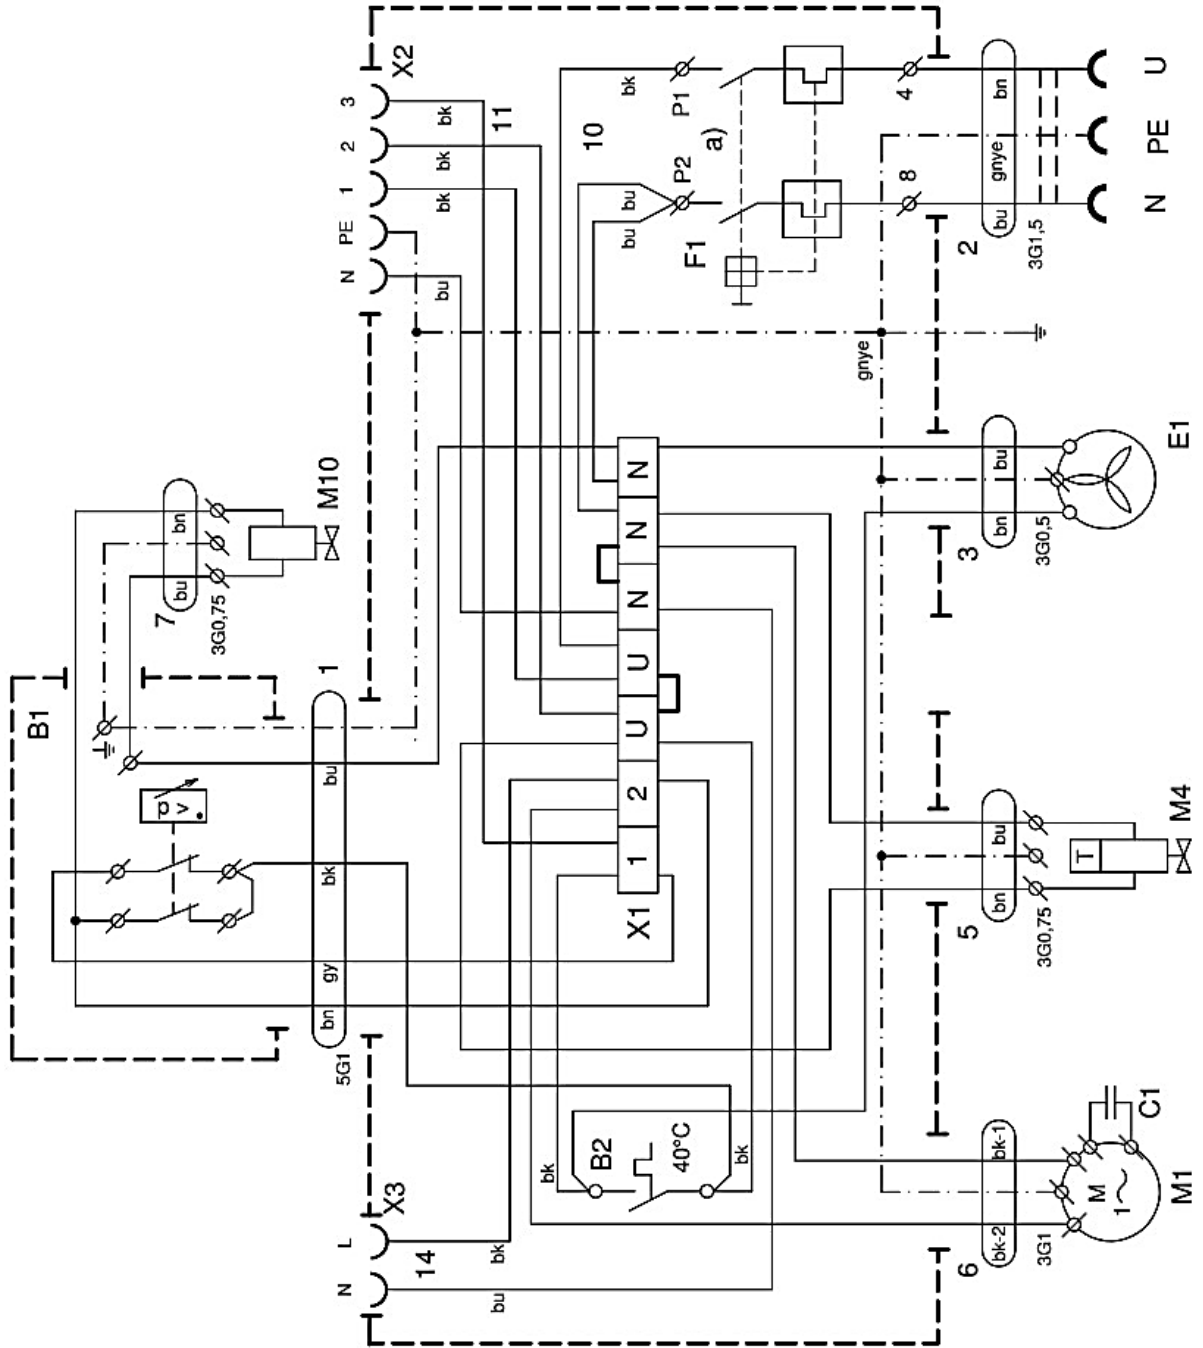 X2
3
2
1
PE
N
bk
bk
bk
bu
11
bk
P1
4
bn
U
10
a)
bu
bu
P2
8
gnye
PE
F1
bu
N
2
3G1,5
gnye
M10
bn
bu
7
3G0,75
N
N
N
U
U
2
1
X1
bu
bn
3
3G0,5
E1
B1
1
p
v
bu
bk
gy
bn
5G1
bu
bn
5
3G0,75
T
M4
X3
L
N
14
bk
bu
bk
B2
40°C
bk
bk-1
bk-2
6
3G1
M
1~
C1
M1